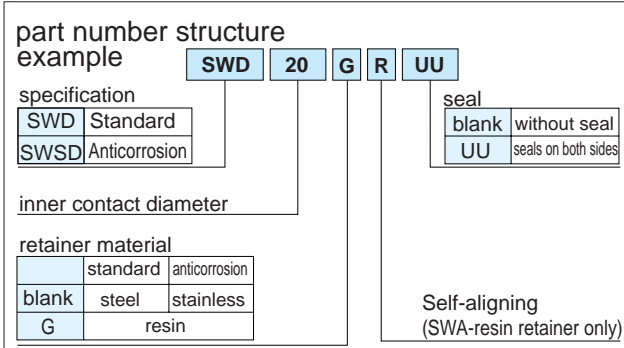 part number structure
example
SWD 20 G R UU
specification
SWD Standard
SWSD Anticorrosion
seal
blank without seal
UU seals on both sides
inner contact diameter
retainer material
standard anticorrosion
blank steel stainless
G resin
Self-aligning
(SWA-resin retainer only)